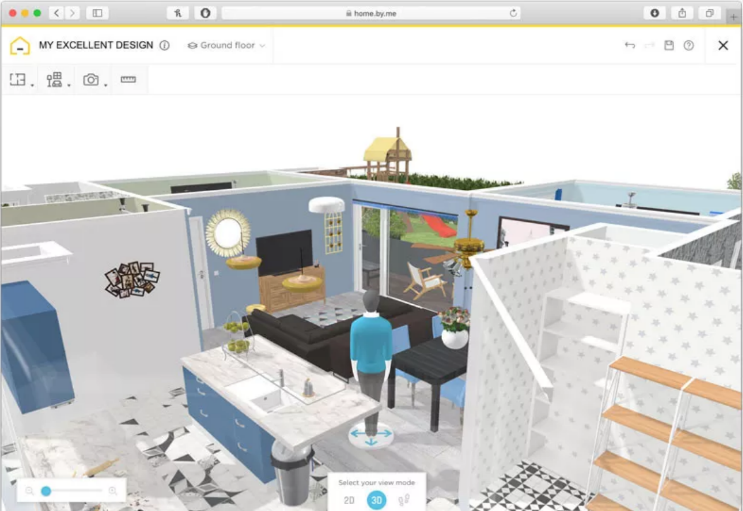 home.by.me
MY EXCELLENT DESIGN
Ground floor
Select your view mode
2D
3D